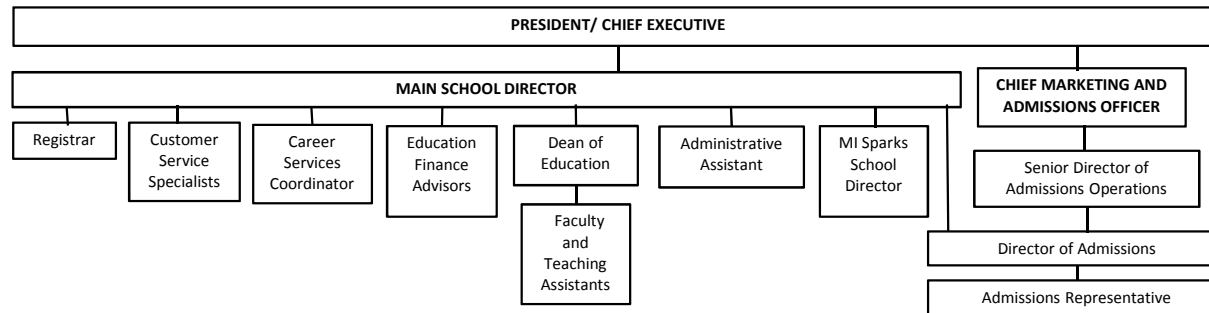 PRESIDENT/ CHIEF EXECUTIVE
MAIN SCHOOL DIRECTOR
CHIEF MARKETING AND
ADMISSIONS OFFICER
Registrar
Customer
Service
Specialists
Career
Services
Coordinator
Education
Finance
Advisors
Dean of
Education
Administrative
Assistant
MI Sparks
School
Director
Senior Director of
Admissions Operations
Faculty
and
Teaching
Assistants
Director of Admissions
Admissions Representative